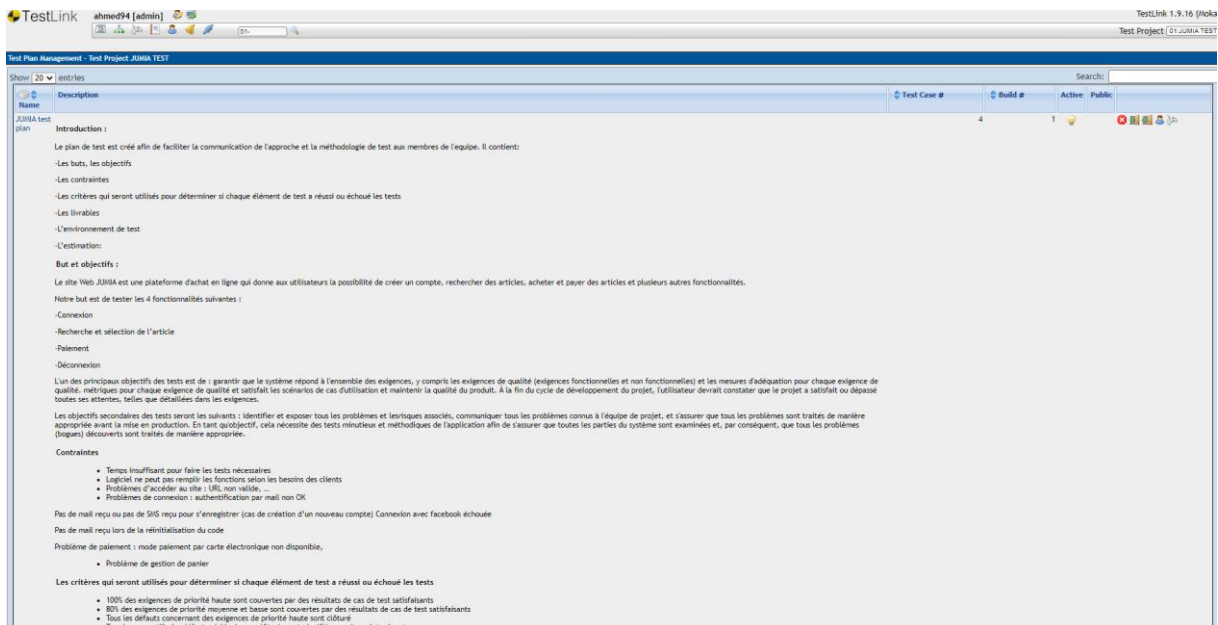 TestLink ahmed94 [admin]
TestLink 1.9.16 (Moka
01-
Test Project 01:JUMIA TEST
Test Plan Management - Test Project JUMIA TEST
Show 20 entries
Search:
Name Description Test Case # Build # Active Public
JUMIA test plan
4 1
Introduction :
Le plan de test est créé afin de faciliter la communication de l'approche et la méthodologie de test aux membres de l'equipe. Il contient:
-Les buts, les objectifs
-Les contraintes
-Les critères qui seront utilisés pour déterminer si chaque élément de test a réussi ou échoué les tests
-Les livrables
-L'environnement de test
-L'estimation:
But et objectifs :
Le site Web JUMIA est une plateforme d'achat en ligne qui donne aux utilisateurs la possibilité de créer un compte, rechercher des articles, acheter et payer des articles et plusieurs autres fonctionnalités.
Notre but est de tester les 4 fonctionnalités suivantes :
-Connexion
-Recherche et sélection de l'article
-Paiement
-Déconnexion
L'un des principaux objectifs des tests est de : garantir que le système répond à l'ensemble des exigences, y compris les exigences de qualité (exigences fonctionnelles et non fonctionnelles) et les mesures d'adéquation pour chaque exigence de
qualité. métriques pour chaque exigence de qualité et satisfait les scénarios de cas d'utilisation et maintenir la qualité du produit. A la fin du cycle de développement du projet, l'utilisateur devrait constater que le projet a satisfait ou dépassé
toutes ses attentes, telles que détaillées dans les exigences.
Les objectifs secondaires des tests seront les suivants : identifier et exposer tous les problèmes et lesrisques associés, communiquer tous les problèmes connus à l'équipe de projet, et s'assurer que tous les problèmes sont traités de manière
appropriée avant la mise en production. En tant qu'objectif, cela nécessite des tests minutieux et méthodiques de l'application afin de s'assurer que toutes les parties du système sont examinées et, par conséquent, que tous les problèmes
(bogues) découverts sont traités de manière appropriée.
Contraintes
• Temps insuffisant pour faire les tests nécessaires
• Logiciel ne peut pas remplir les fonctions selon les besoins des clients
• Problèmes d'accéder au site : URL non valide, ...
• Problèmes de connexion : authentification par mail non OK
Pas de mail reçu ou pas de SMS reçu pour s'enregistrer (cas de création d'un nouveau compte) Connexion avec facebook échouée
Pas de mail reçu lors de la réinitialisation du code
Problème de paiement : mode paiement par carte électronique non disponible,
• Problème de gestion de panier
Les critères qui seront utilisés pour déterminer si chaque élément de test a réussi ou échoué les tests
• 100% des exigences de priorité haute sont couvertes par des résultats de cas de test satisfaisants
• 80% des exigences de priorité moyenne et basse sont couvertes par des résultats de cas de test satisfaisants
• Tous les défauts concernant des exigences de priorité haute sont clôturé